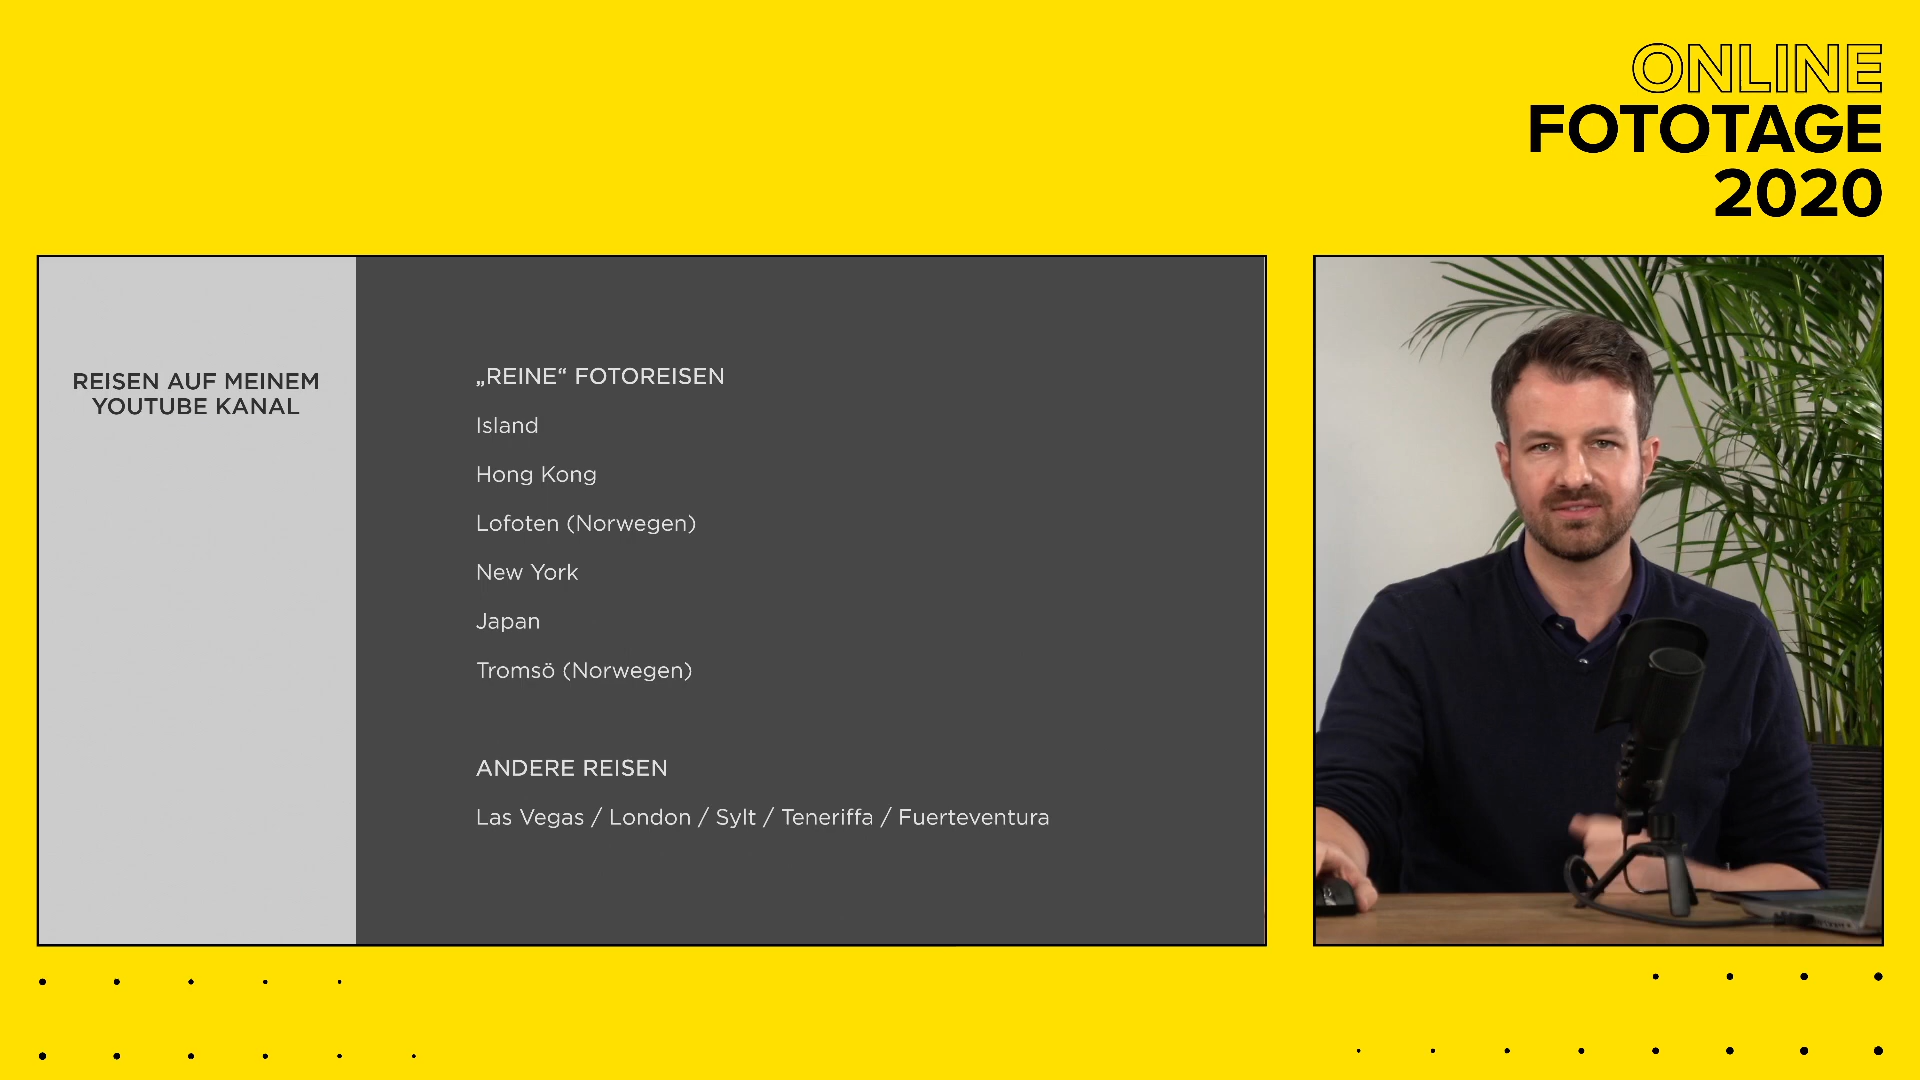 ONLINE
FOTOTAGE
2020
REISEN AUF MEINEM
YOUTUBE KANAL
„REINE“ FOTOREISEN
Island
Hong Kong
Lofoten (Norwegen)
New York
Japan
Tromsö (Norwegen)
ANDERE REISEN
Las Vegas / London / Sylt / Teneriffa / Fuerteventura